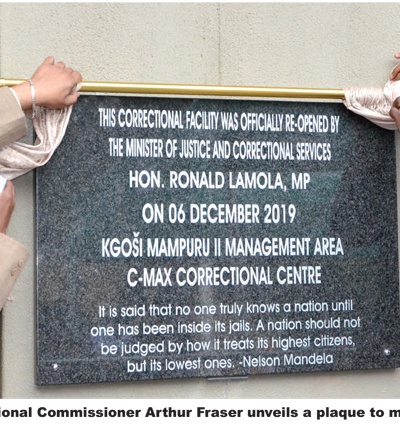 THIS CORRECTIONAL FACILITY WAS OFFICIALLY RE-OPENED BY
THE MINISTER OF JUSTICE AND CORRECTIONAL SERVICES
HON. RONALD LAMOLA, MP
ON 06 DECEMBER 2019
KGOŠI MAMPURU II MANAGEMENT AREA
C-MAX CORRECTIONAL CENTRE
It is said that no one truly knows a nation until
one has been inside its jails. A nation should not
be judged by how it treats its highest citizens,
but its lowest ones. -Nelson Mandela
ional Commissioner Arthur Fraser unveils a plaque to m